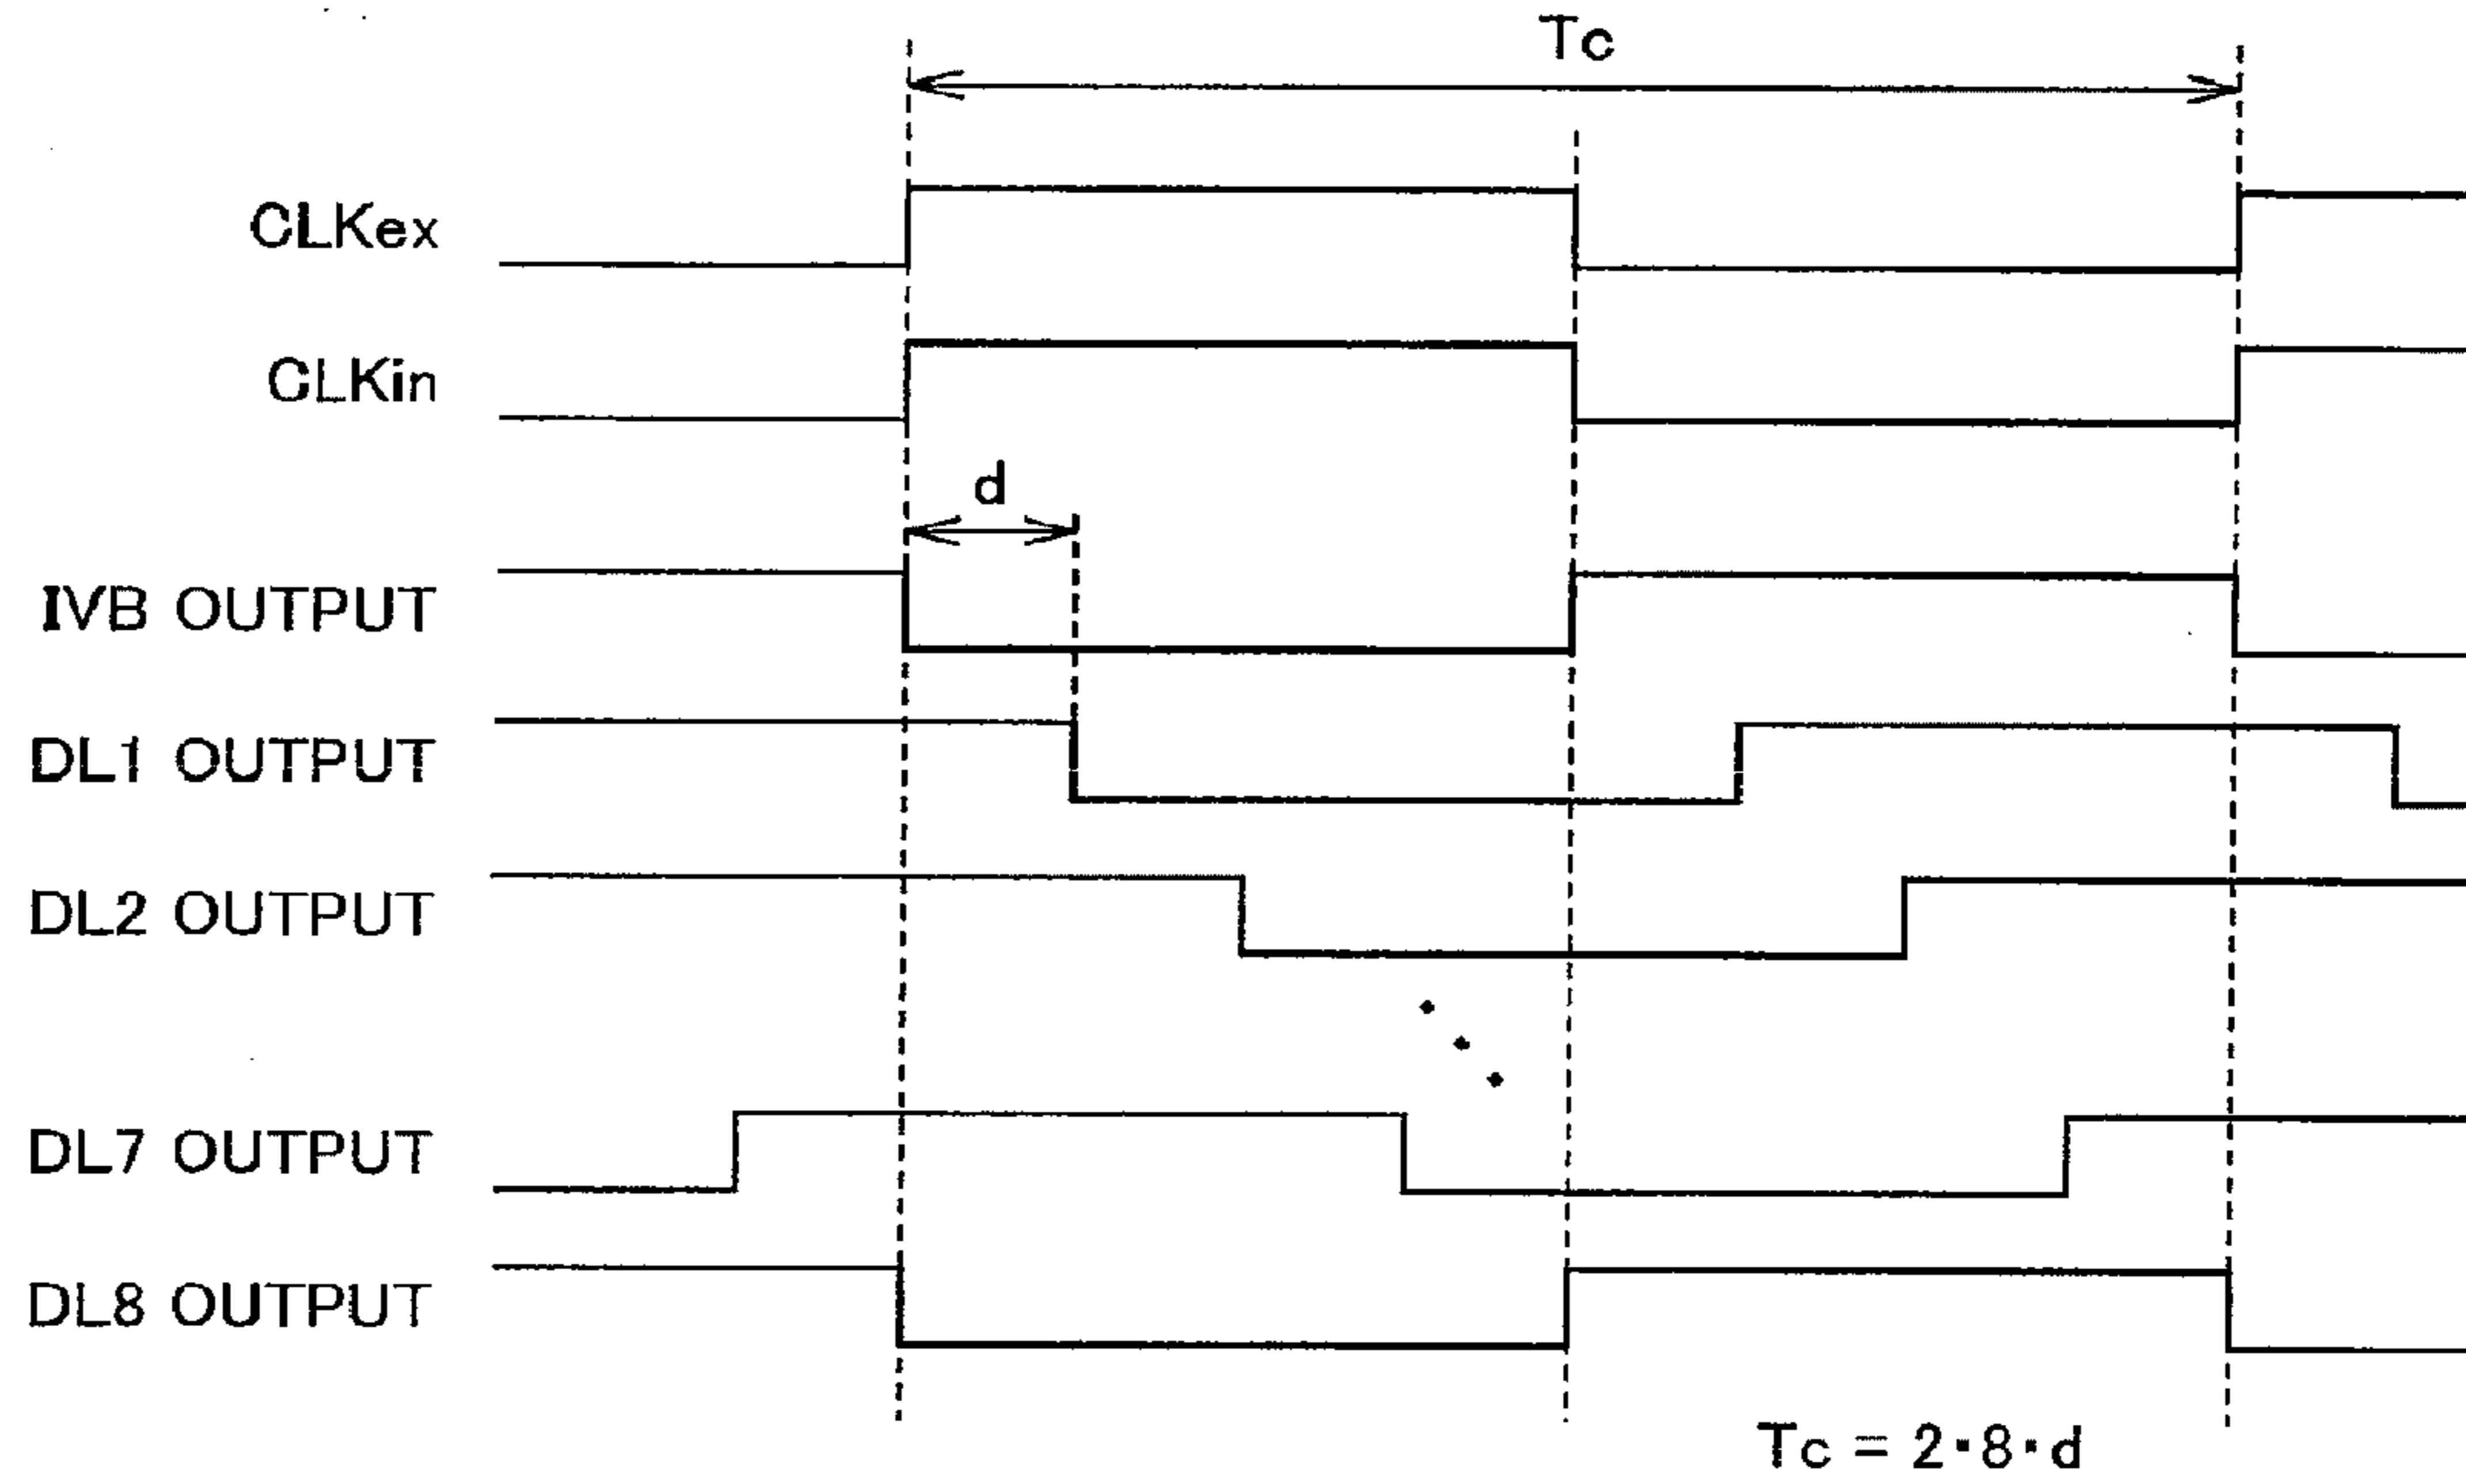 Tc
CLKex
CLKin
d
IVB OUTPUT
DL1 OUTPUT
DL2 OUTPUT
DL7 OUTPUT
DL8 OUTPUT
Tc = 2·8·d